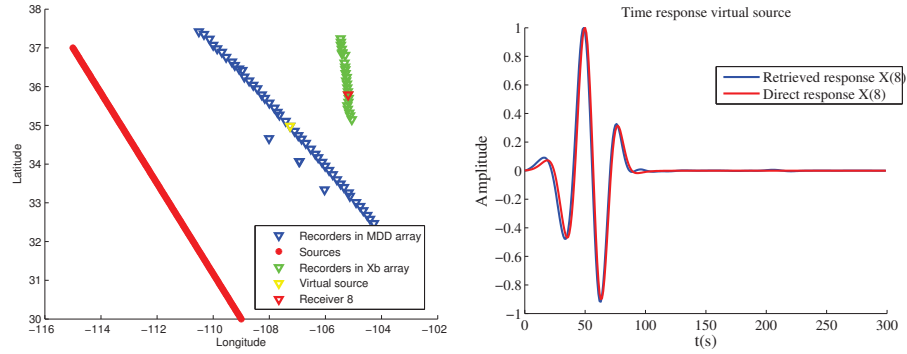 38
37
36
35
34
33
32
31
30
Latitude
−116
−114
−112
−110
−108
−106
−104
−102
Longitude
Recorders in MDD array
Sources
Recorders in Xb array
Virtual source
Receiver 8
Time response virtual source
1
0.8
0.6
0.4
0.2
0
−0.2
−0.4
−0.6
−0.8
−1
Amplitude
0
50
100
150
200
250
300
t(s)
Retrieved response X(8)
Direct response X(8)